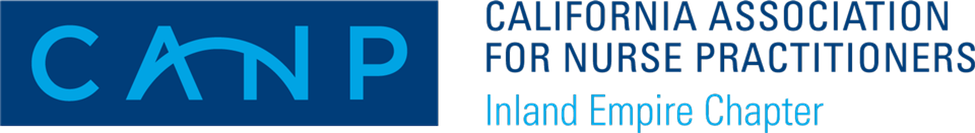 CANP
CALIFORNIA ASSOCIATION
FOR NURSE PRACTITIONERS
Inland Empire Chapter